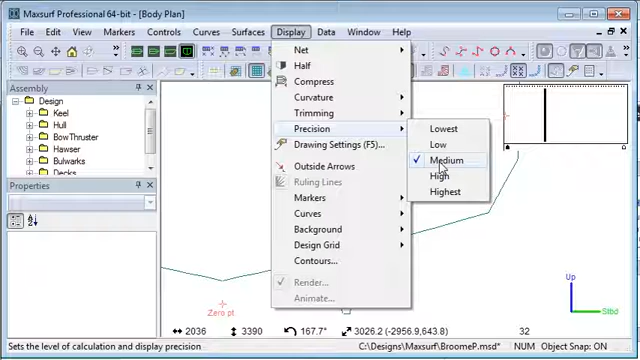 Maxsurf Professional 64-bit - [Body Plan]
File Edit View Markers Controls Curves Surfaces Display Data Window Help
Assembly
Design
Keel
Hull
BowThruster
Hawser
Bulwarks
Decks
Properties
Net
Half
Compress
Curvature
Trimming
Precision
Drawing Settings (F5)...
Outside Arrows
Ruling Lines
Markers
Curves
Background
Design Grid
Contours...
Render...
Animate...
Lowest
Low
Medium
High
Highest
Zero pt
Up
Stbd
2036 3390 167.7° 3026.2 (-2956.9,643.8) 32
Sets the level of calculation and display precision C:\Designs\Maxsurf\BroomeP.msd* NUM Object Snap: ON